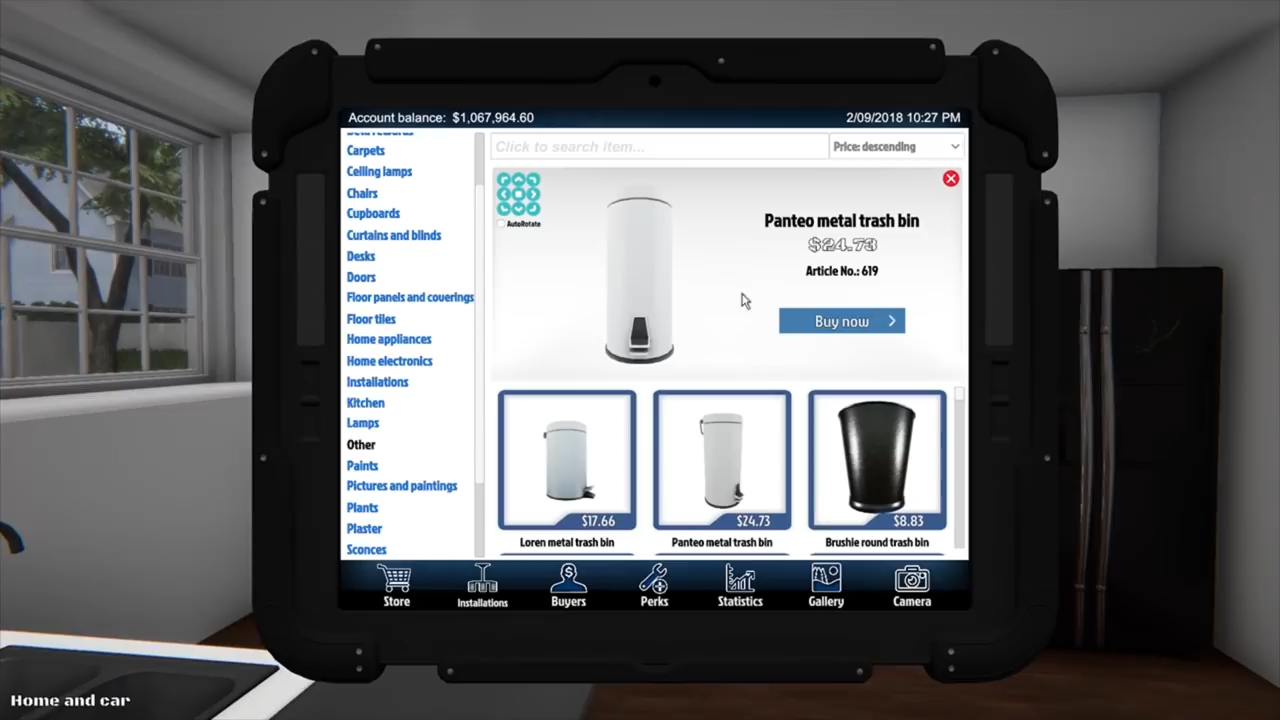 Account balance: $1,067,964.60
2/09/2018 10:27 PM
Beta rewards
Carpets
Ceiling lamps
Chairs
Cupboards
Curtains and blinds
Desks
Doors
Floor panels and coverings
Floor tiles
Home appliances
Home electronics
Installations
Kitchen
Lamps
Other
Paints
Pictures and paintings
Plants
Plaster
Sconces
Click to search item...
Price: descending
AutoRotate
Panteo metal trash bin
$24.73
Article No.: 619
Buy now
$17.66
Loren metal trash bin
$24.73
Panteo metal trash bin
$8.83
Brushie round trash bin
Store
Installations
Buyers
Perks
Statistics
Gallery
Camera
Home and car